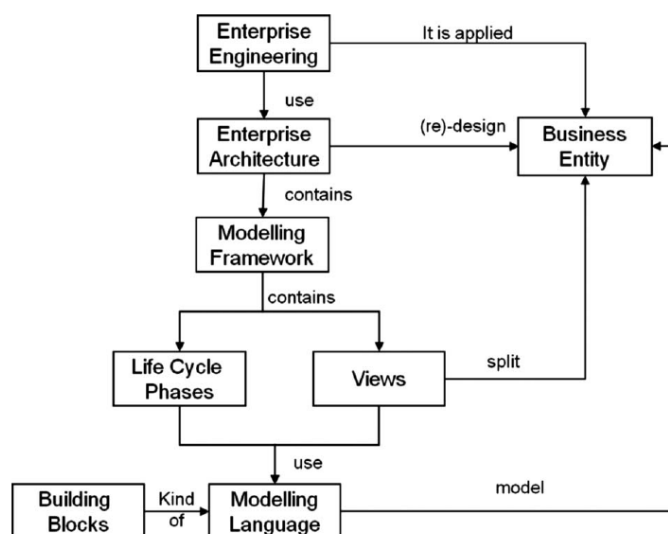 Enterprise
Engineering
It is applied
use
Enterprise
Architecture
(re)-design
Business
Entity
contains
Modelling
Framework
contains
Life Cycle
Phases
Views
split
use
Building
Blocks
Kind
of
Modelling
Language
model